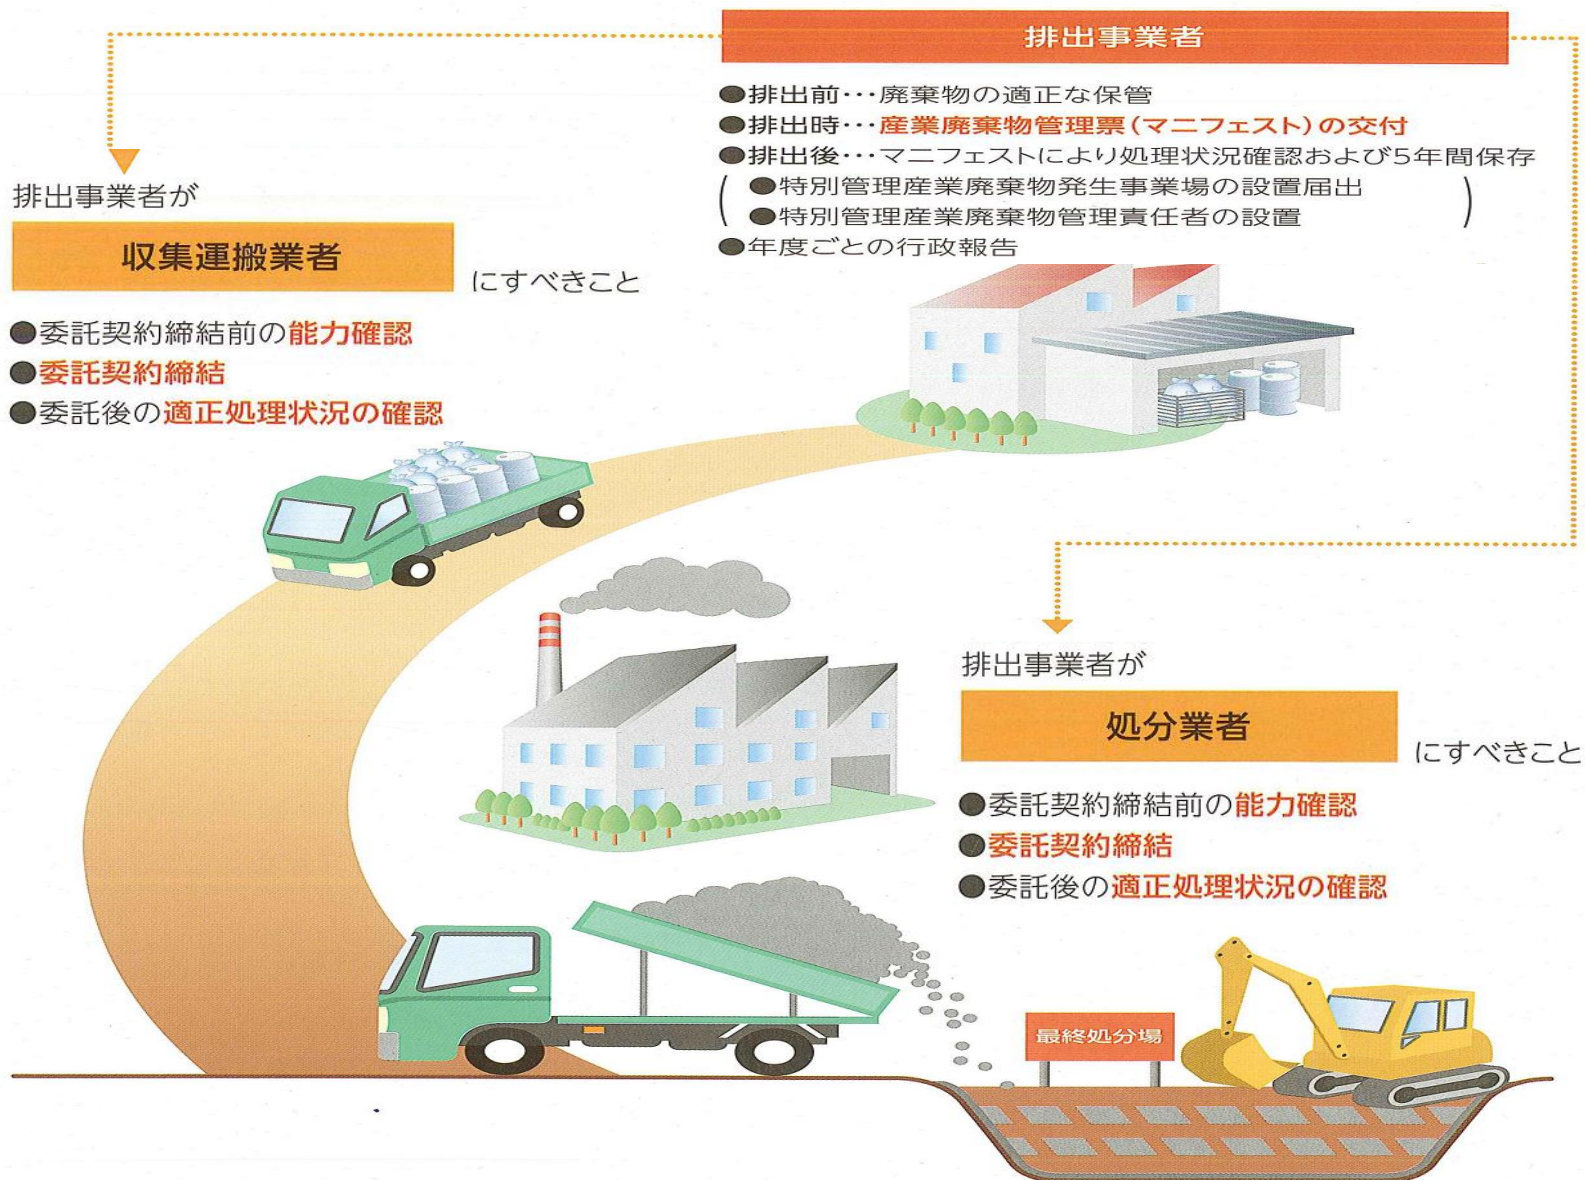 排出事業者
●排出前…廃棄物の適正な保管
●排出時…産業廃棄物管理票(マニフェスト)の交付
●排出後…マニフェストにより処理状況確認および5年間保存
(●特別管理産業廃棄物発生事業場の設置届出
●特別管理産業廃棄物管理責任者の設置)
●年度ごとの行政報告
排出事業者が
収集運搬業者
にすべきこと
●委託契約締結前の能力確認
●委託契約締結
●委託後の適正処理状況の確認
排出事業者が
処分業者
にすべきこと
●委託契約締結前の能力確認
●委託契約締結
●委託後の適正処理状況の確認
最終処分場